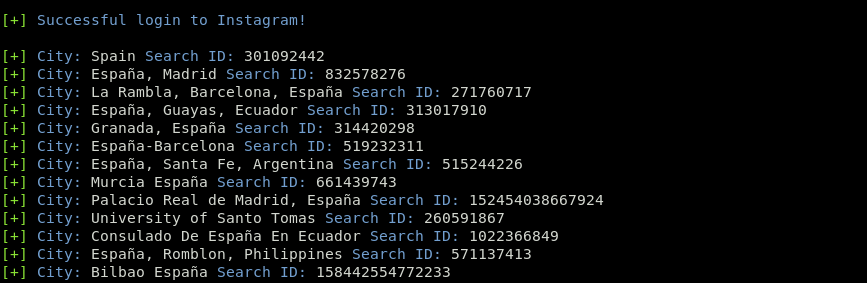 [+] Successful login to Instagram!
[+] City: Spain Search ID: 301092442
[+] City: España, Madrid Search ID: 832578276
[+] City: La Rambla, Barcelona, España Search ID: 271760717
[+] City: España, Guayas, Ecuador Search ID: 313017910
[+] City: Granada, España Search ID: 314420298
[+] City: España-Barcelona Search ID: 519232311
[+] City: España, Santa Fe, Argentina Search ID: 515244226
[+] City: Murcia España Search ID: 661439743
[+] City: Palacio Real de Madrid, España Search ID: 152454038667924
[+] City: University of Santo Tomas Search ID: 260591867
[+] City: Consulado De España En Ecuador Search ID: 1022366849
[+] City: España, Romblon, Philippines Search ID: 571137413
[+] City: Bilbao España Search ID: 158442554772233